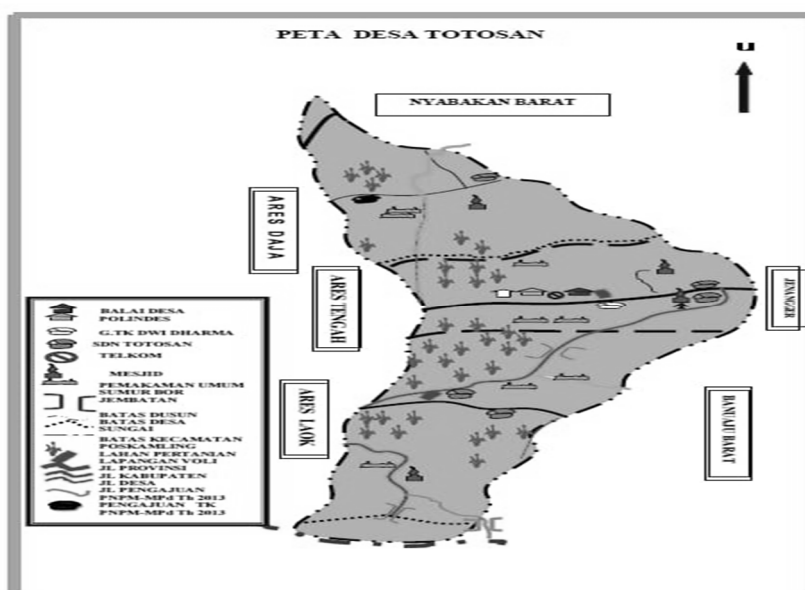 PETA DESA TOTOSAN
u
NYABAKAN BARAT
ARES DAJA
ARES TENGAH
JENANGGER
ARES LAOK
BANUAJU BARAT
BALAI DESA
POLINDES
G.TK DWI DHARMA
SDN TOTOSAN
TELKOM
MESJID
PEMAKAMAN UMUM
SUMUR BOR
JEMBATAN
BATAS DUSUN
BATAS DESA
SUNGAI
BATAS KECAMATAN
POSKAMLING
LAHAN PERTANIAN
LAPANGAN VOLI
JL PROVINSI
JL KABUPATEN
JL DESA
JL PENGAJUAN
PNPM-MPd Th 2013
PENGAJUAN TK
PNPM-MPd Th 2013